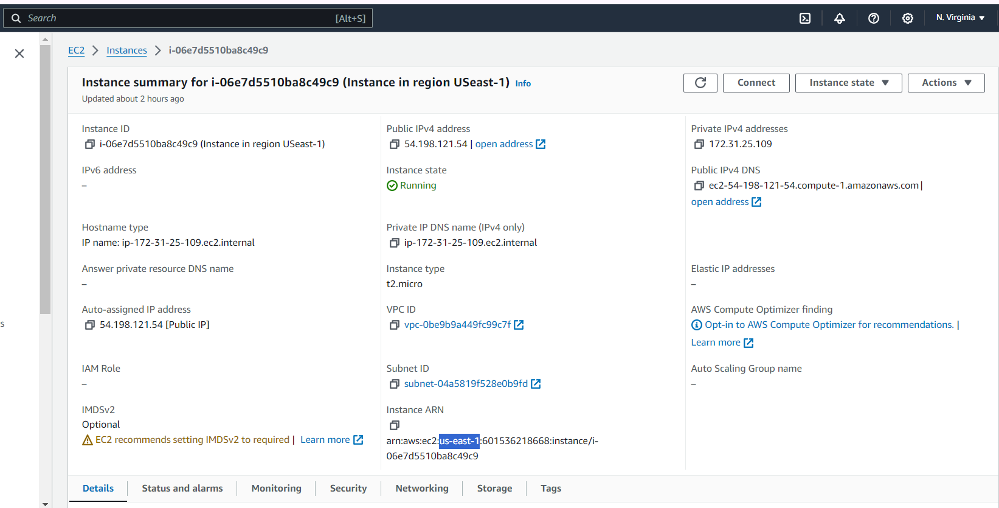 Search [Alt+S] N. Virginia
EC2 Instances i-06e7d5510ba8c49c9
Instance summary for i-06e7d5510ba8c49c9 (Instance in region USeast-1) Info
Updated about 2 hours ago
Connect Instance state Actions
Instance ID
i-06e7d5510ba8c49c9 (Instance in region USeast-1)
Public IPv4 address
54.198.121.54 | open address
Private IPv4 addresses
172.31.25.109
IPv6 address
–
Instance state
Running
Public IPv4 DNS
ec2-54-198-121-54.compute-1.amazonaws.com |
open address
Hostname type
IP name: ip-172-31-25-109.ec2.internal
Private IP DNS name (IPv4 only)
ip-172-31-25-109.ec2.internal
Answer private resource DNS name
–
Instance type
t2.micro
Elastic IP addresses
–
Auto-assigned IP address
54.198.121.54 [Public IP]
VPC ID
vpc-0be9b9a449fc99c7f
AWS Compute Optimizer finding
Opt-in to AWS Compute Optimizer for recommendations. |
Learn more
s
IAM Role
–
Subnet ID
subnet-04a5819f528e0b9fd
Auto Scaling Group name
–
IMDSv2
Optional
EC2 recommends setting IMDSv2 to required | Learn more
Instance ARN
arn:aws:ec2:us-east-1:601536218668:instance/i-
06e7d5510ba8c49c9
Details Status and alarms Monitoring Security Networking Storage Tags